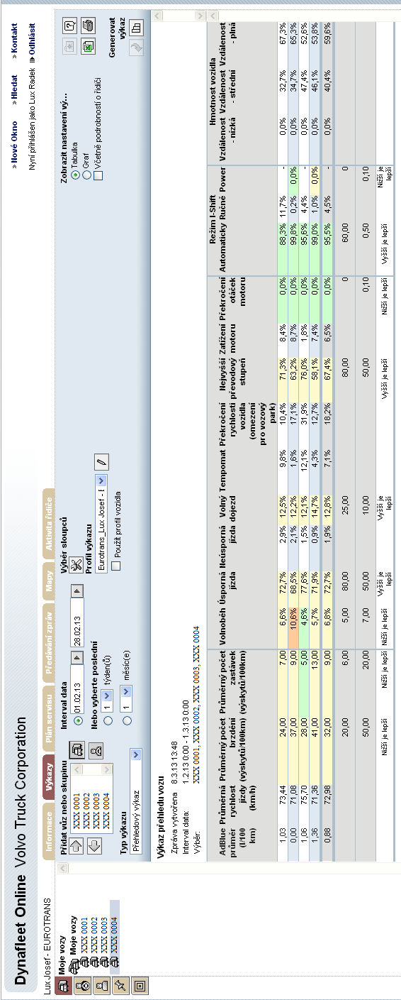 Dynafleet Online Volvo Truck Corporation
» Nové Okno » Hledat » Kontakt
Lux Josef - EUROTRANS
Nyní přihlášen jako Lux Radek Odhlásit
Informace Výkazy Plán servisu Předávání zpráv Mapy Aktivita řidiče
Moje vozy
Moje vozy
XXX 0001
XXX 0002
XXX 0003
XXX 0004
Přidat vůz nebo skupinu
XXX 0001
XXX 0002
XXX 0003
XXX 0004
Typ výkazu
Přehledový výkaz
Interval data
01.02.13 28.02.13
Nebo vyberte poslední
1 týden(ů)
1 měsíc(e)
Výběr sloupců
Profil výkazu
Eurotrans_Lux Josef - E
Použít profil vozidla
Zobrazit nastavení vý...
Tabulka
Graf
Včetně podrobností o řidiči
Generovat
výkaz
Výkaz přehledu vozu
Zpráva vytvořena 8.3.13 13:48
Interval data: 1.2.13 0:00 - 1.3.13 0:00
Výběr: XXX 0001, XXX 0002, XXX 0003, XXX 0004
Režim I-Shift Hmotnost vozidla
AdBlue Průměrná Průměrný počet Průměrný počet Volnoběh Úsporná Neúsporná Volný Tempomat Překročení Nejvyšší Zatížení Překročení Automaticky Ručně Power Vzdálenost Vzdálenost Vzdálenost
průměr rychlost brzdění zastávek jízda jízda dojezd rychlosti převodový motoru otáček - nízká - střední - plná
(l/100 jízdy (výskytů/100km) (výskytů/100km) vozidla stupeň motoru
km) (km/h) (omezení
pro vozový
park)
1,03 73,44 24,00 7,00 6,6% 72,7% 2,9% 12,5% 9,8% 10,4% 71,3% 8,4% 0,0% 88,3% 11,7% - 0,0% 32,7% 67,3%
0,00 71,08 37,00 9,00 10,6% 68,5% 2,1% 12,2% 1,6% 17,1% 63,2% 8,7% 0,0% 99,8% 0,2% 0,0% 0,0% 34,7% 65,3%
1,06 75,70 28,00 5,00 4,6% 77,6% 1,5% 12,1% 12,1% 31,9% 76,0% 1,8% 0,0% 95,6% 4,4% - 0,0% 47,4% 52,6%
1,36 71,36 41,00 13,00 5,7% 71,9% 0,9% 14,7% 4,3% 12,7% 58,1% 7,4% 0,0% 99,0% 1,0% 0,0% 0,0% 46,1% 53,8%
0,88 72,98 32,00 9,00 6,8% 72,7% 1,9% 12,8% 7,1% 18,2% 67,4% 6,5% 0,0% 95,5% 4,5% - 0,0% 40,4% 59,6%
20,00 6,00 5,00 80,00 25,00 80,00 0 60,00 0
50,00 20,00 7,00 50,00 10,00 50,00 0,10 0,50 0,10
Nižší je lepší Nižší je lepší Nižší je lepší Vyšší je lepší Vyšší je lepší Vyšší je lepší Nižší je lepší Vyšší je lepší Nižší je lepší